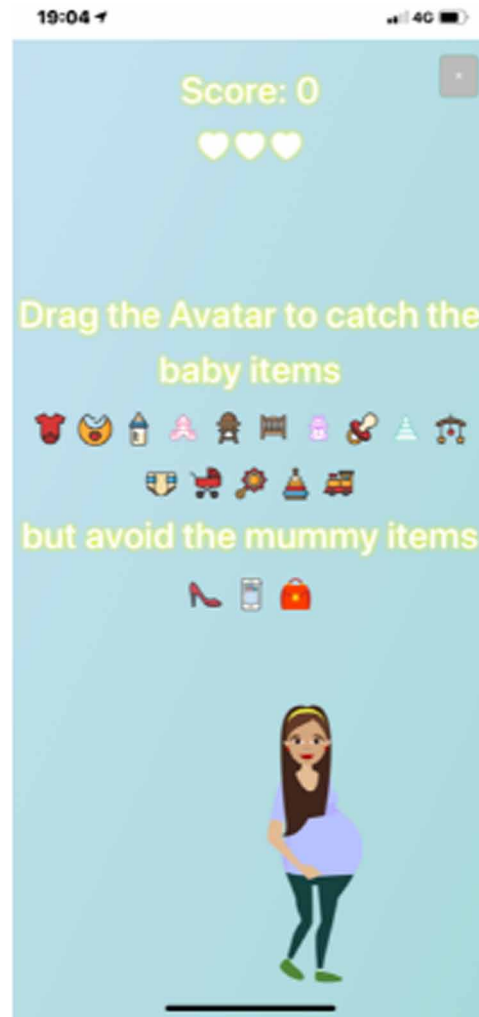 19:04 4G
Score: 0
Drag the Avatar to catch the
baby items
but avoid the mummy items